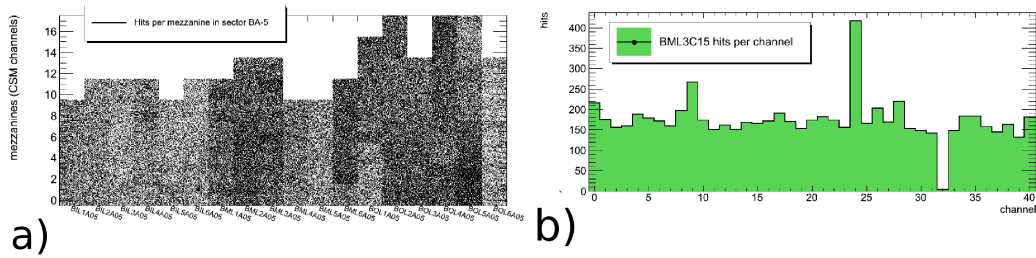 Hits per mezzanine in sector BA-5
mezzanines (CSM channels)
16
14
12
10
8
6
4
2
0
BIL1A05 BIL2A05 BIL3A05 BIL4A05 BIL5A05 BIL6A05 BML1A05 BML2A05 BML3A05 BML4A05 BML5A05 BML6A05 BOL1A05 BOL2A05 BOL3A05 BOL4A05 BOL5A05 BOL6A05
a)
hits
BML3C15 hits per channel
400
350
300
250
200
150
100
50
0
0 5 10 15 20 25 30 35 40
channel
b)